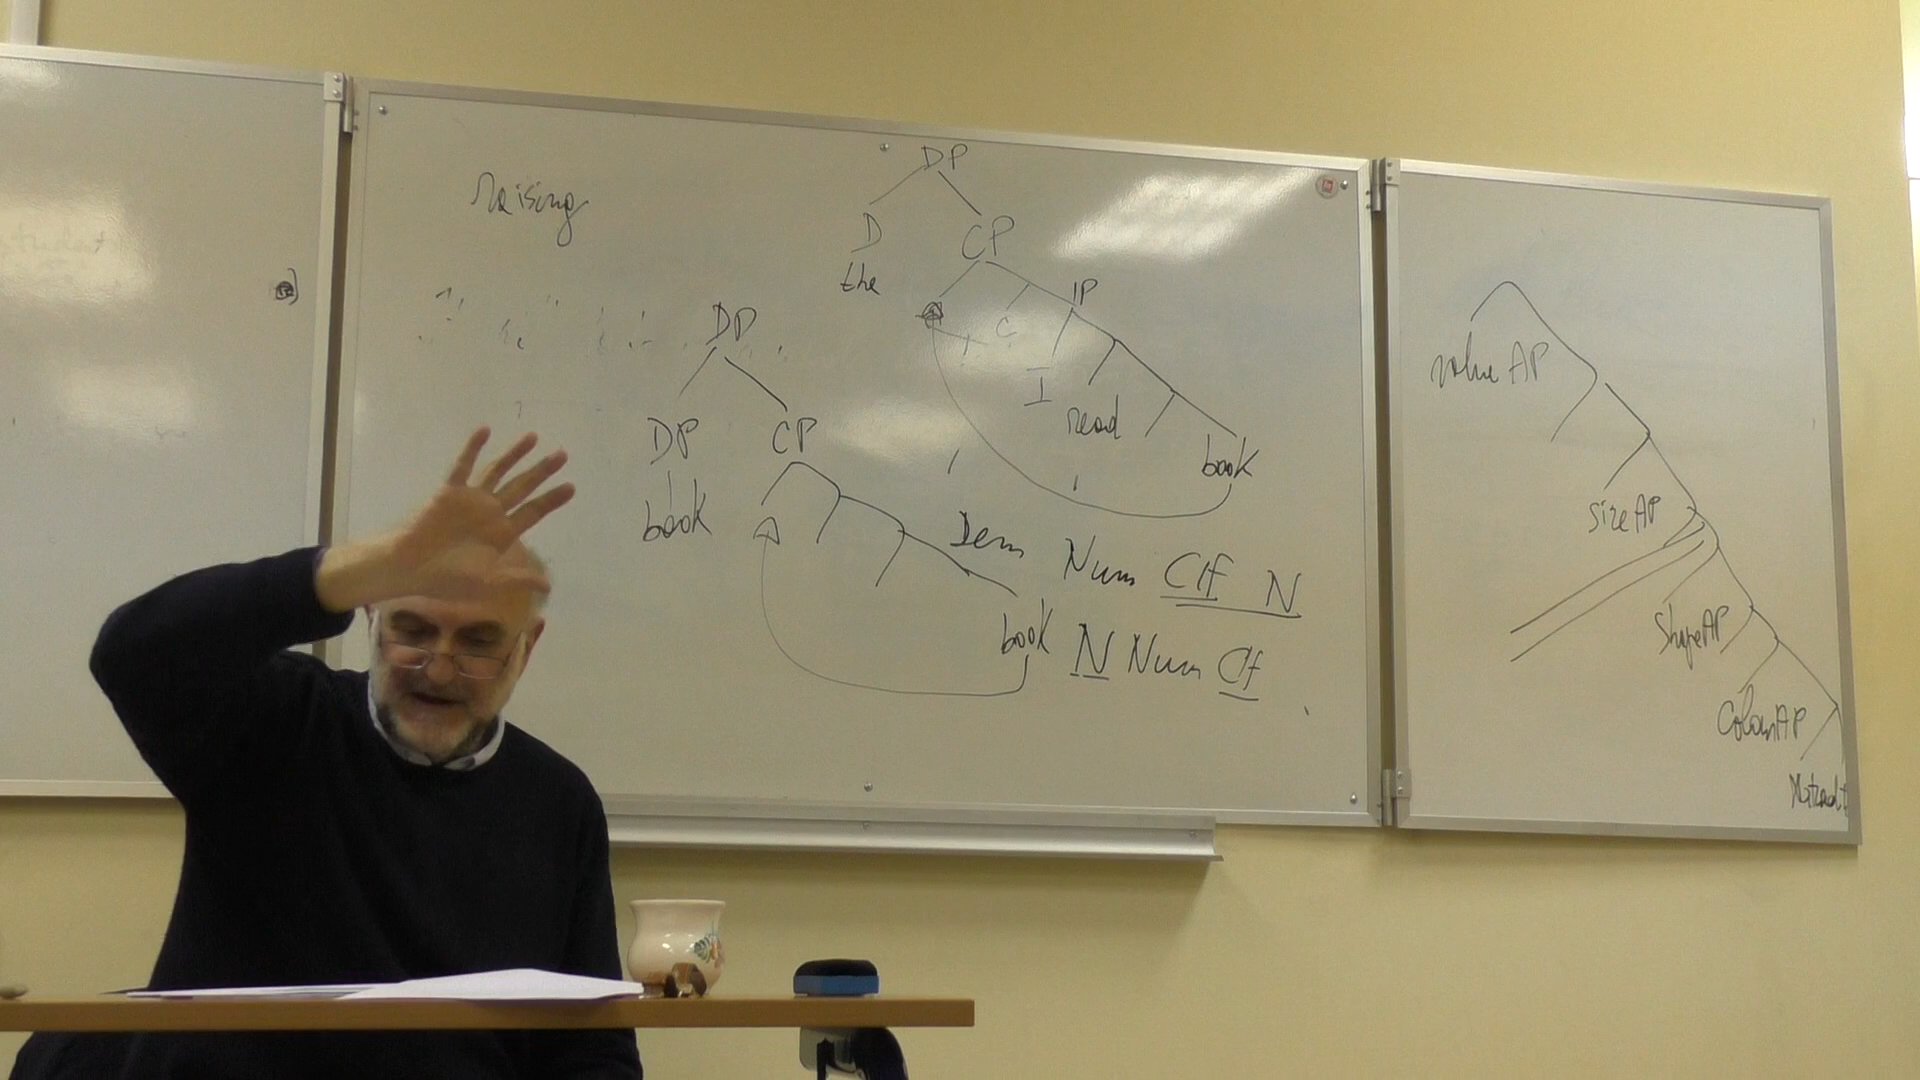 Raising
DP
D
CP
the
C
IP
I
read
book
DP
DP
CP
book
book
Dem Num Clf N
N Num Clf
value AP
size AP
Shape AP
Colour AP